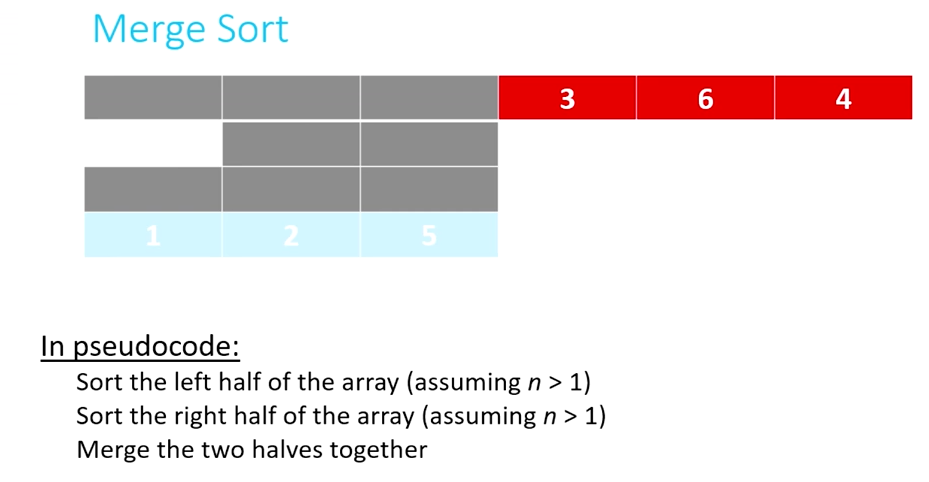 Merge Sort
3 6 4
1 2 5
In pseudocode:
Sort the left half of the array (assuming n > 1)
Sort the right half of the array (assuming n > 1)
Merge the two halves together